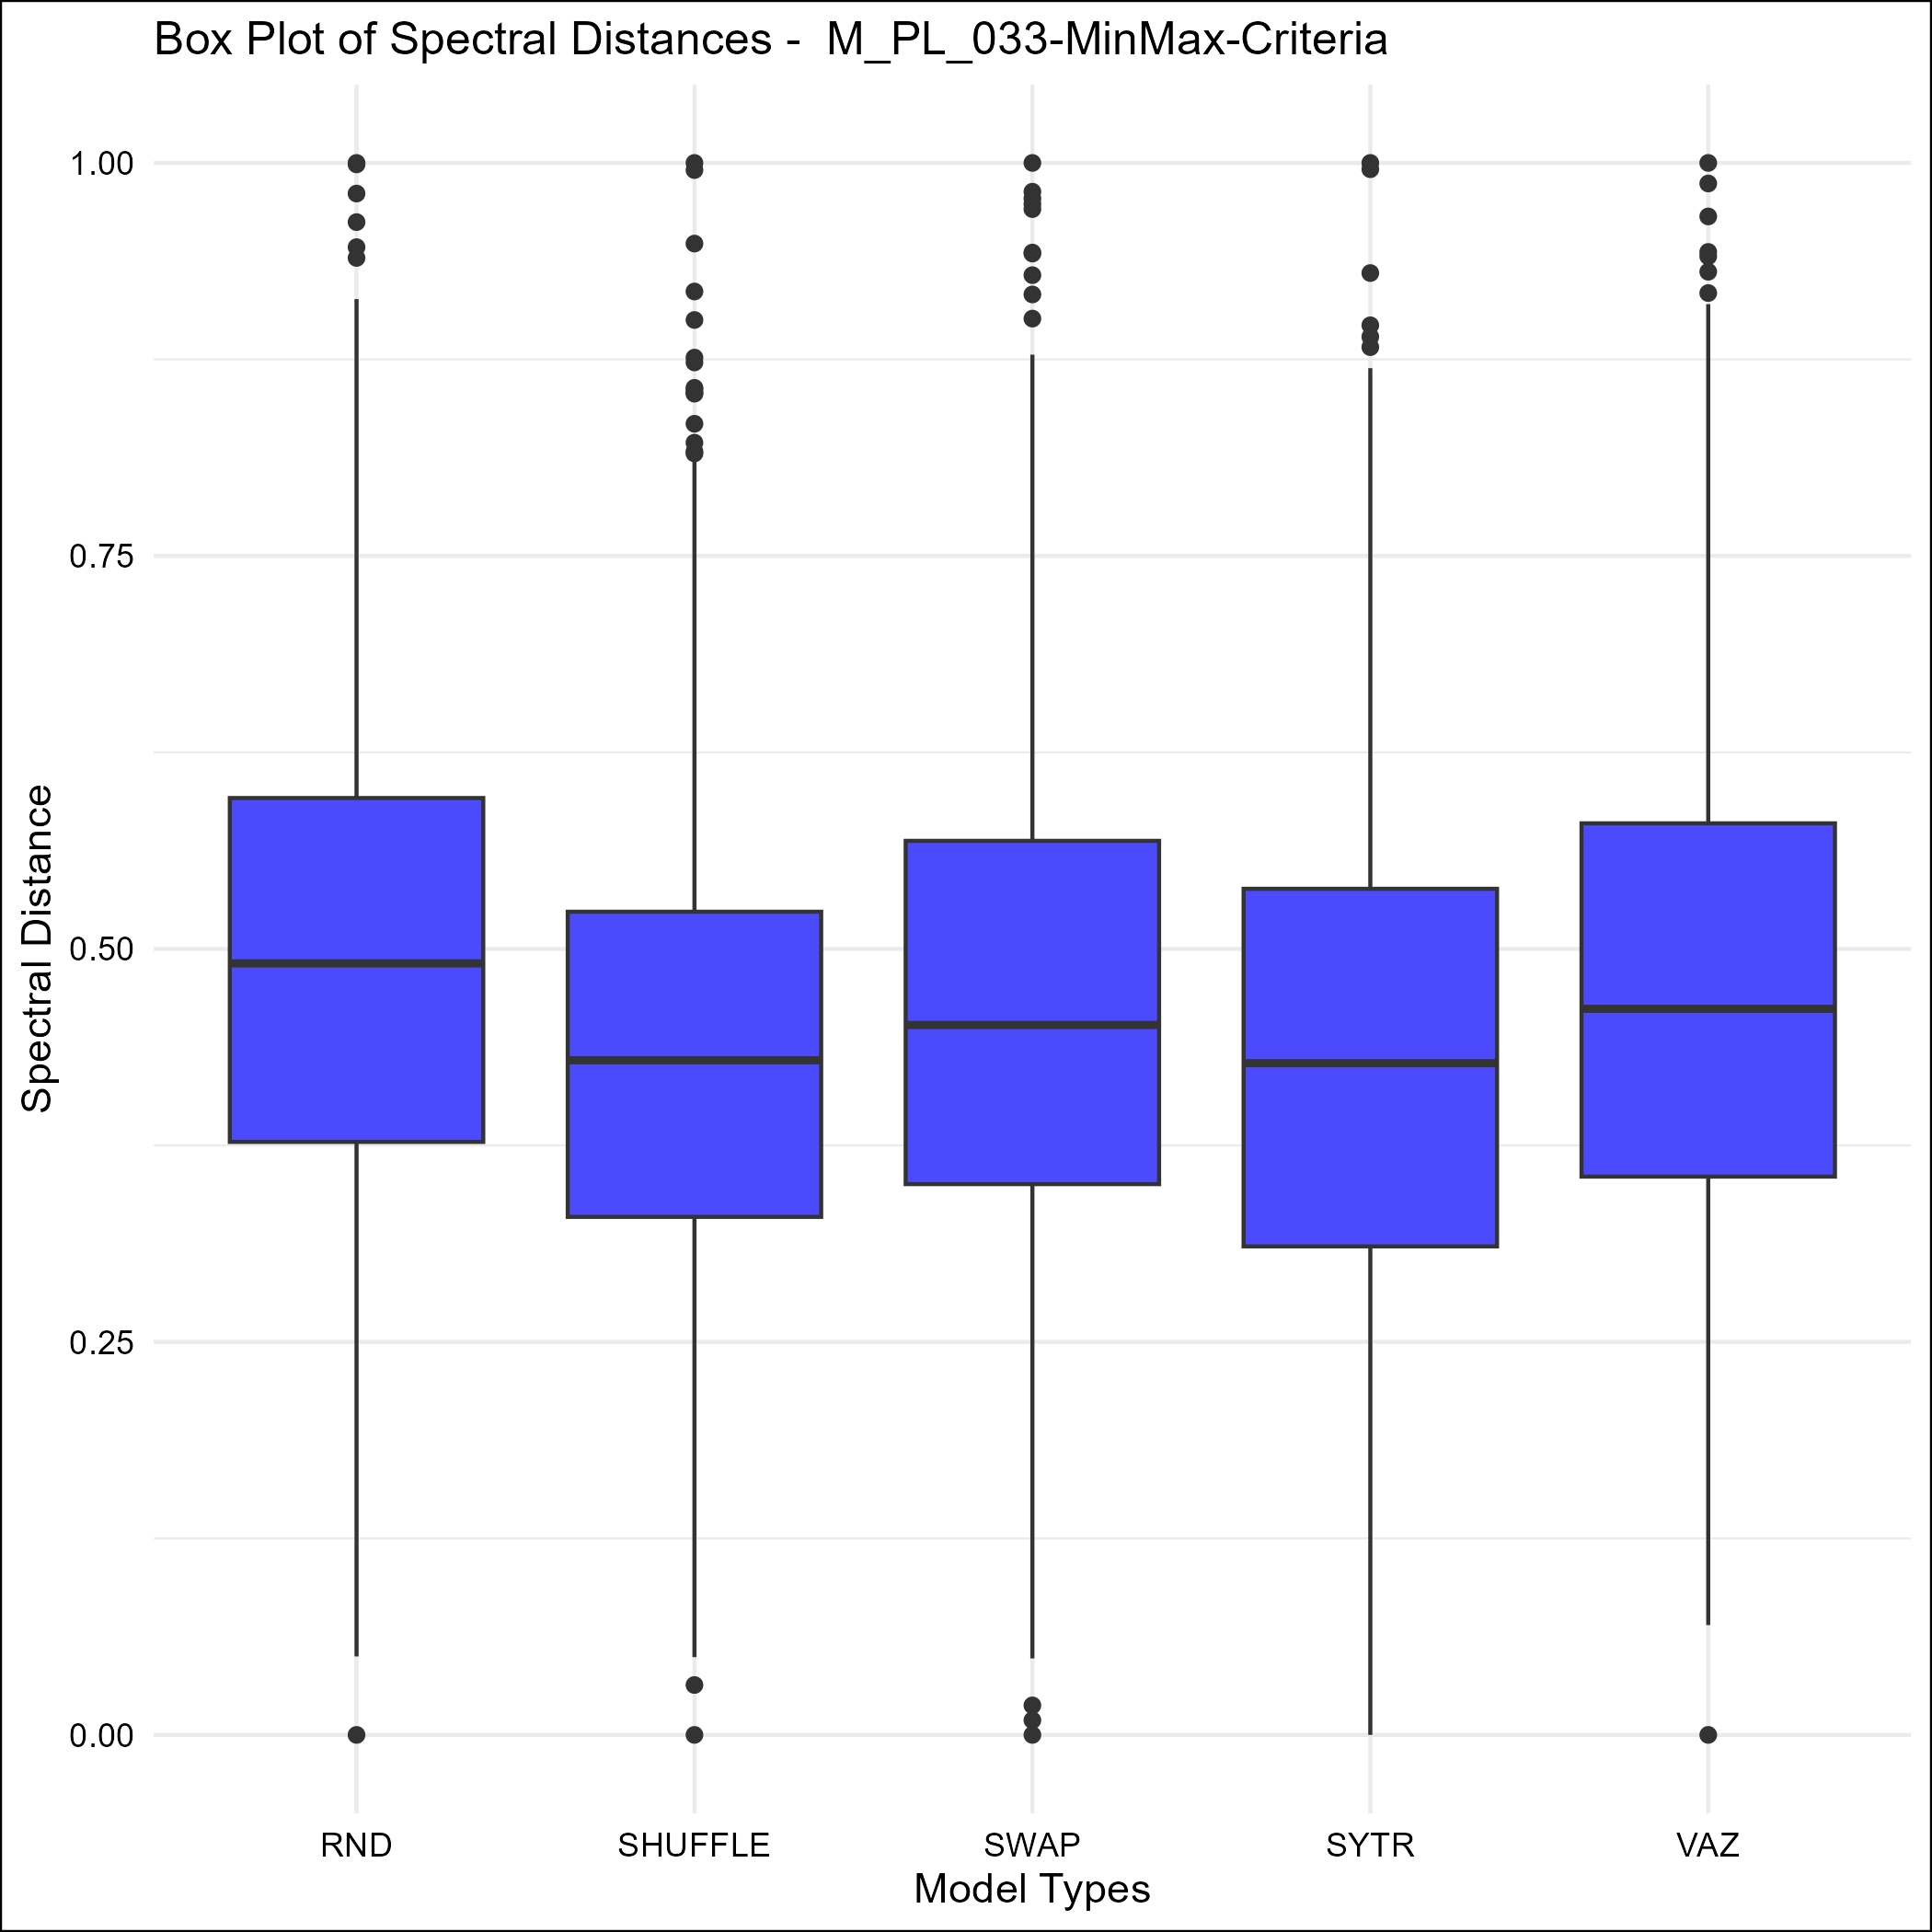 Box Plot of Spectral Distances -  M_PL_033-MinMax-Criteria
Spectral Distance
1.00
0.75
0.50
0.25
0.00
RND
SHUFFLE
SWAP
SYTR
VAZ
Model Types